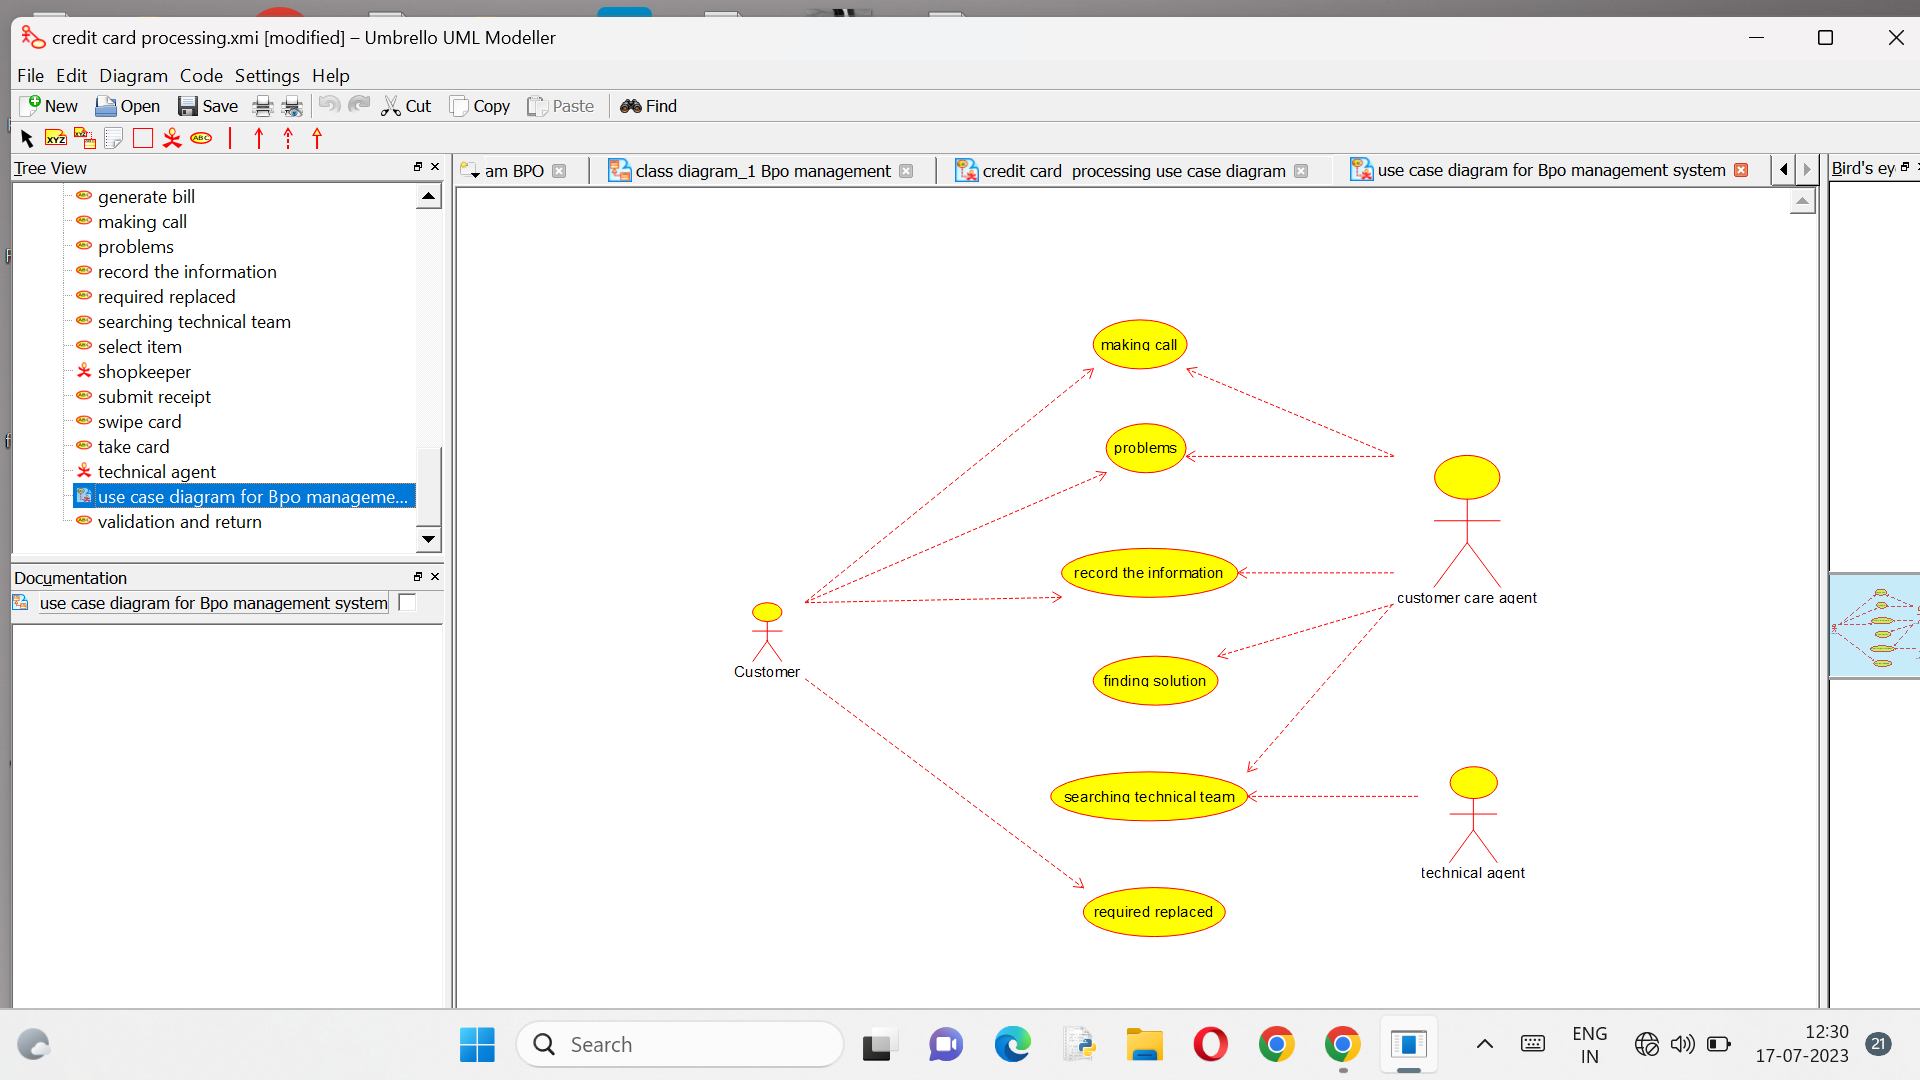 credit card processing.xmi [modified] – Umbrello UML Modeller
File Edit Diagram Code Settings Help
New Open Save Cut Copy Paste Find
XYZ XYZ ABC
Tree View
generate bill
making call
problems
record the information
required replaced
searching technical team
select item
shopkeeper
submit receipt
swipe card
take card
technical agent
use case diagram for Bpo manageme...
validation and return
Documentation
use case diagram for Bpo management system
am BPO class diagram_1 Bpo management credit card processing use case diagram use case diagram for Bpo management system
Bird's ey
making call
problems
record the information
customer care agent
Customer
finding solution
searching technical team
technical agent
required replaced
Search
ENG
IN
12:30
17-07-2023
21